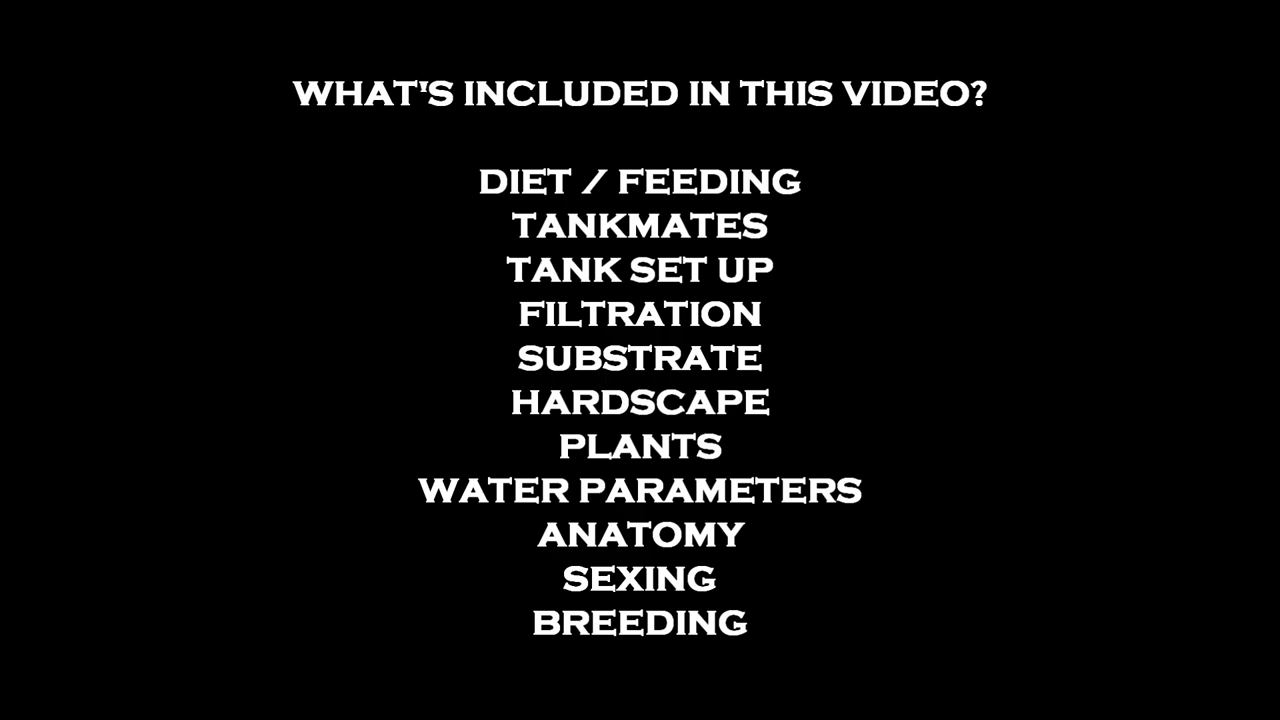 WHAT'S INCLUDED IN THIS VIDEO?
DIET / FEEDING
TANKMATES
TANK SET UP
FILTRATION
SUBSTRATE
HARDSCAPE
PLANTS
WATER PARAMETERS
ANATOMY
SEXING
BREEDING